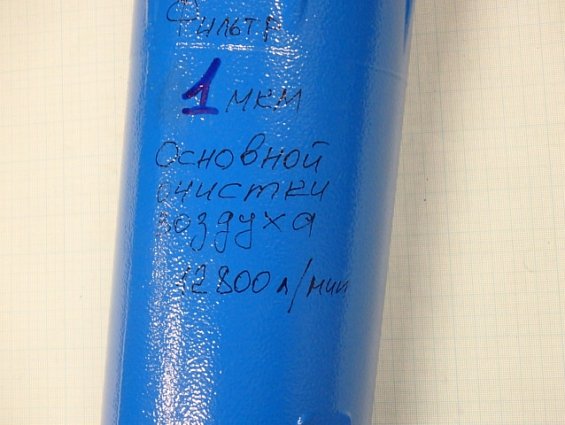 Фильтр
1 мкм
Основной
очистки
воздуха
12800 л/мин